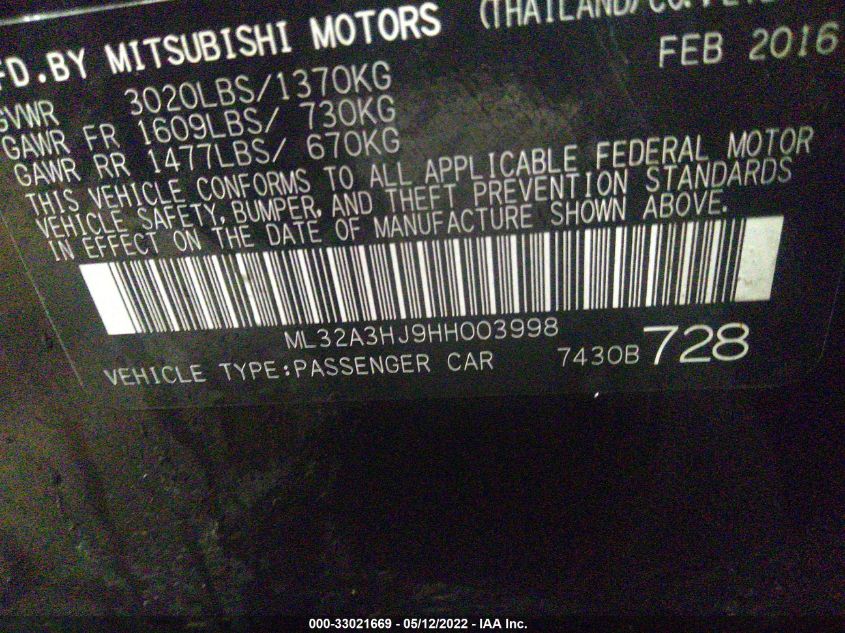 FD.BY MITSUBISHI MOTORS (THAILAND) CO.,
FEB 2016
GVWR 3020LBS/1370KG
GAWR FR 1609LBS/ 730KG
GAWR RR 1477LBS/ 670KG
THIS VEHICLE CONFORMS TO ALL APPLICABLE FEDERAL MOTOR
VEHICLE SAFETY, BUMPER, AND THEFT PREVENTION STANDARDS
IN EFFECT ON THE DATE OF MANUFACTURE SHOWN ABOVE.
ML32A3HJ9HH003998
VEHICLE TYPE:PASSENGER CAR 7430B 728
000-33021669 - 05/12/2022 - IAA Inc.